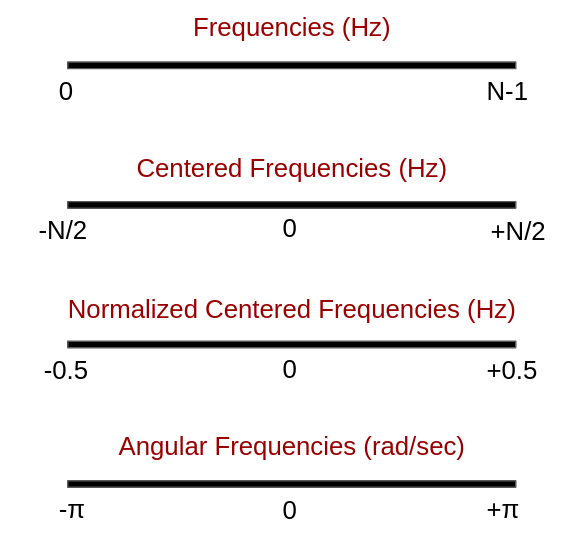 Frequencies (Hz)
0 N-1
Centered Frequencies (Hz)
-N/2 0 +N/2
Normalized Centered Frequencies (Hz)
-0.5 0 +0.5
Angular Frequencies (rad/sec)
-π 0 +π